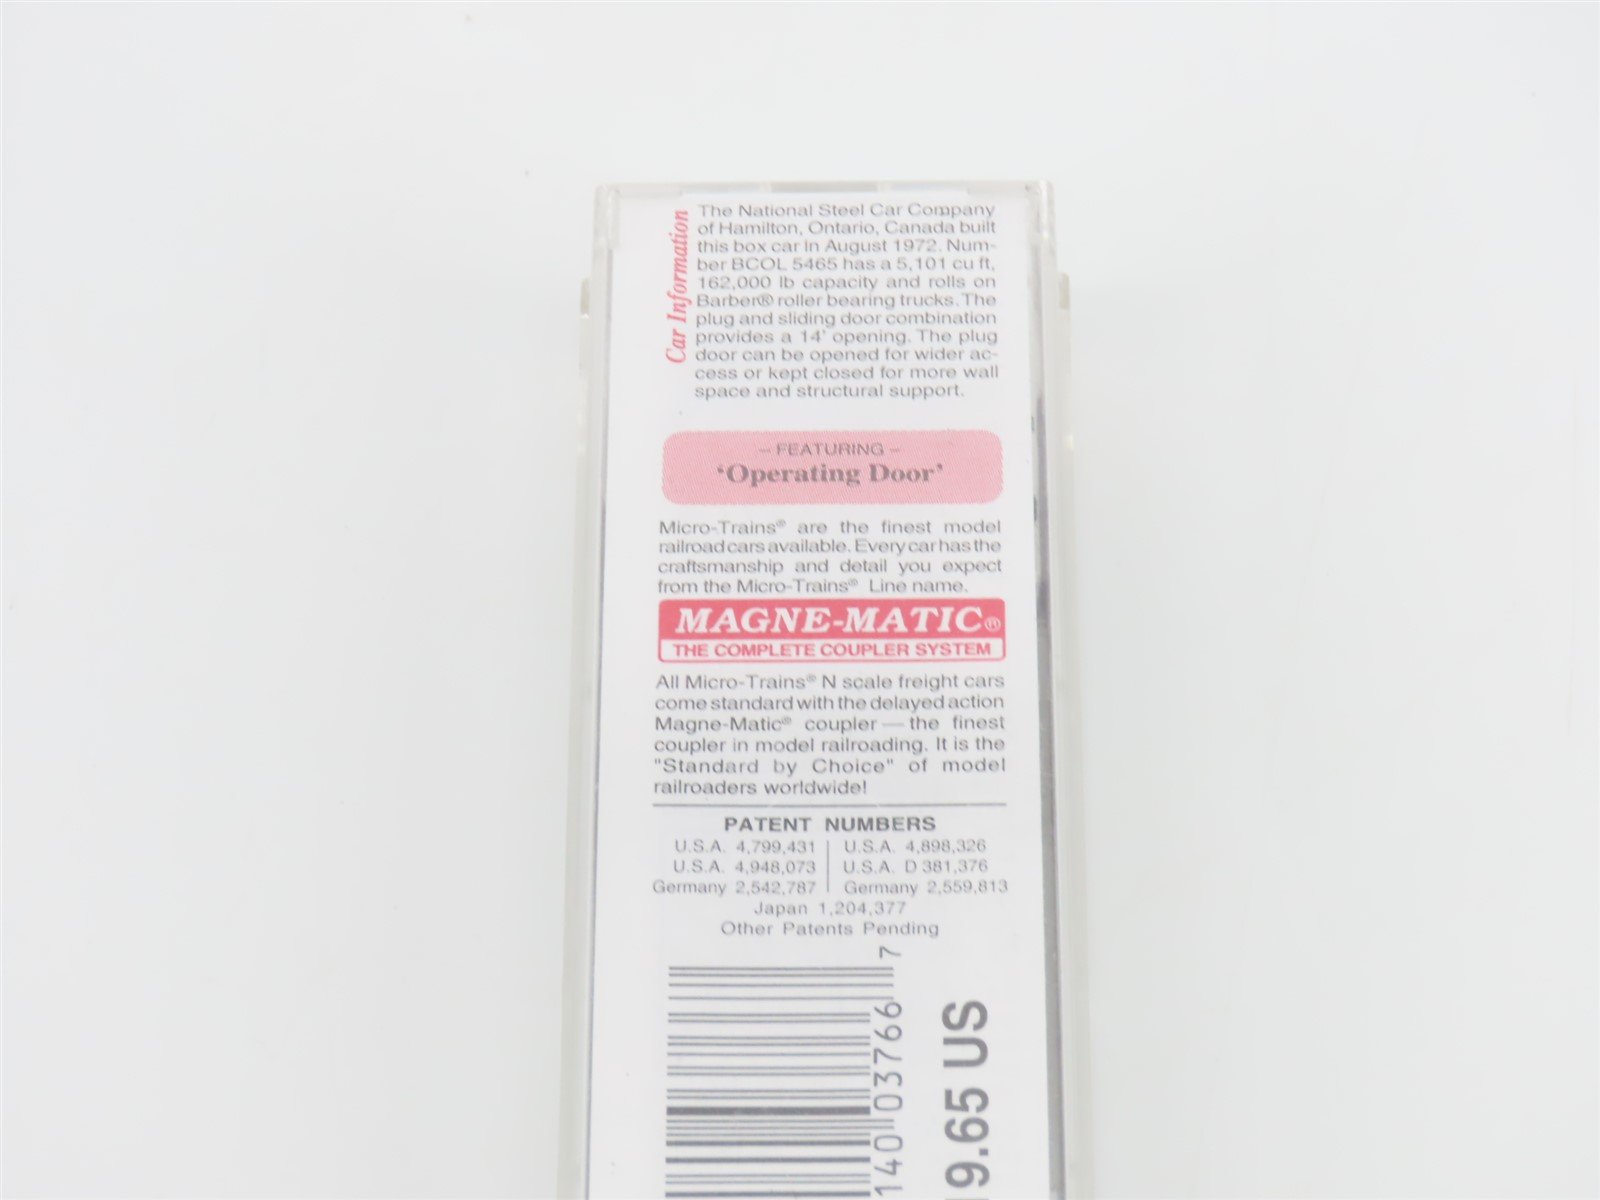 Car Information
The National Steel Car Company
of Hamilton, Ontario, Canada built
this box car in August 1972. Num-
ber BCOL 5465 has a 5,101 cu ft,
162,000 lb capacity and rolls on
Barber® roller bearing trucks. The
plug and sliding door combination
provides a 14' opening. The plug
door can be opened for wider ac-
cess or kept closed for more wall
space and structural support.
– FEATURING –
‘Operating Door’
Micro-Trains® are the finest model
railroad cars available. Every car has the
craftsmanship and detail you expect
from the Micro-Trains® Line name.
MAGNE-MATIC®
THE COMPLETE COUPLER SYSTEM
All Micro-Trains® N scale freight cars
come standard with the delayed action
Magne-Matic® coupler — the finest
coupler in model railroading. It is the
"Standard by Choice" of model
railroaders worldwide!
PATENT NUMBERS
U.S.A. 4,799,431 | U.S.A. 4,898,326
U.S.A. 4,948,073 | U.S.A. D 381,376
Germany 2,542,787 | Germany 2,559,813
Japan 1,204,377
Other Patents Pending
140 03766 7
19.65 US